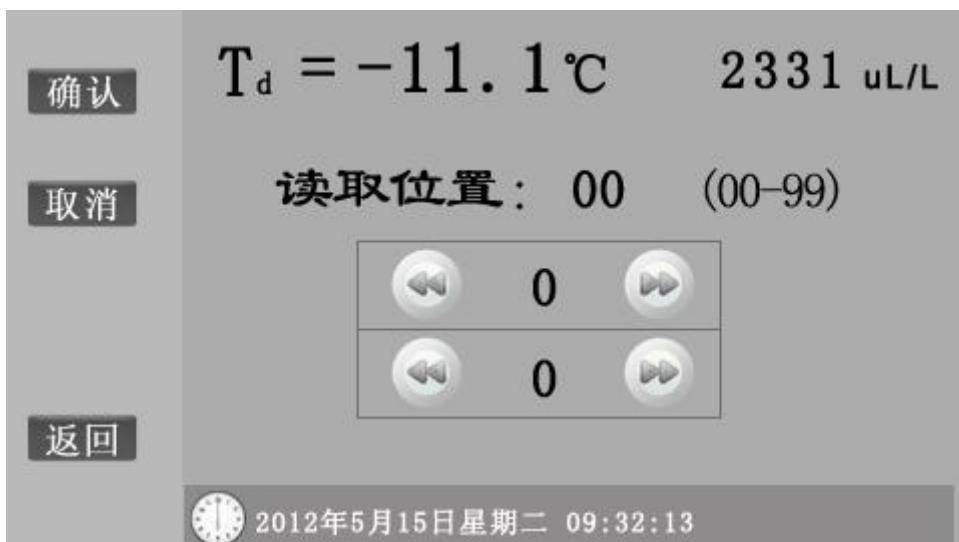 确认
T_d = -11.1℃ 2331 uL/L
取消
读取位置: 00 (00-99)
0
0
返回
2012年5月15日星期二 09:32:13